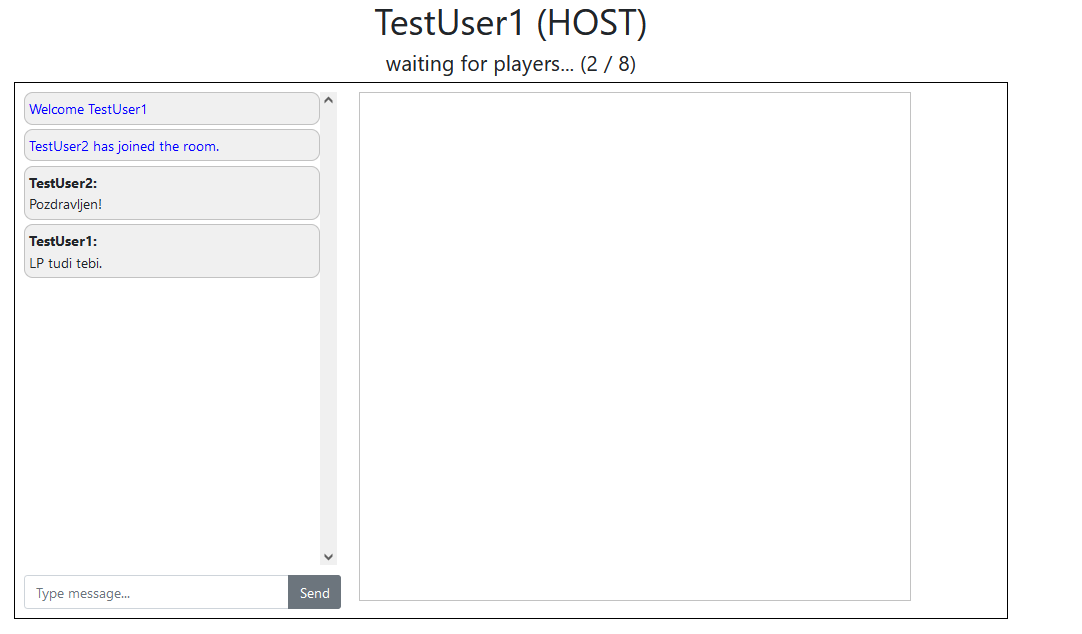 TestUser1 (HOST)
waiting for players... (2 / 8)
Welcome TestUser1
TestUser2 has joined the room.
TestUser2:
Pozdravljen!
TestUser1:
LP tudi tebi.
Type message...
Send